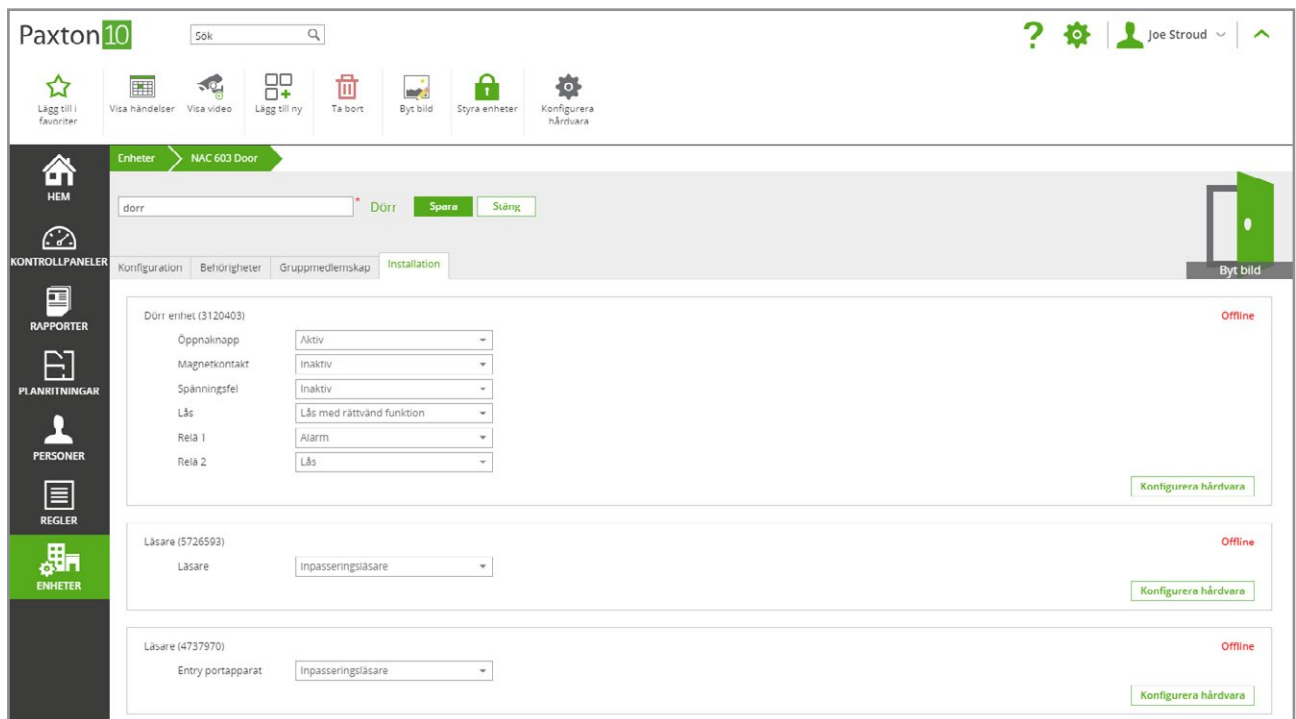 Paxton 10
Sök
Joe Stroud
Lägg till i favoriter
Visa händelser
Visa video
Lägg till ny
Ta bort
Byt bild
Styra enheter
Konfigurera hårdvara
HEM
KONTROLLPANELER
RAPPORTER
PLANRITNINGAR
PERSONER
REGLER
ENHETER
Enheter
NAC 603 Door
dorr
* Dörr
Spara
Stäng
Byt bild
Konfiguration
Behörigheter
Gruppmedlemskap
Installation
Dörr enhet (3120403)
Offline
Öppnaknapp
Aktiv
Magnetkontakt
Inaktiv
Spänningsfel
Inaktiv
Lås
Lås med rättvänd funktion
Relä 1
Alarm
Relä 2
Lås
Konfigurera hårdvara
Läsare (5726593)
Offline
Läsare
Inpasseringsläsare
Konfigurera hårdvara
Läsare (4737970)
Offline
Entry portapparat
Inpasseringsläsare
Konfigurera hårdvara